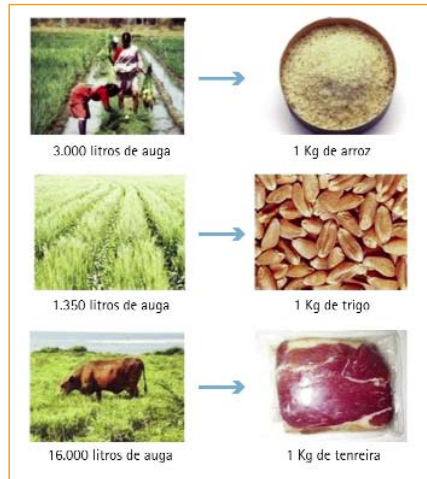 3.000 litros de auga
1 Kg de arroz
1.350 litros de auga
1 Kg de trigo
16.000 litros de auga
1 Kg de tenreira